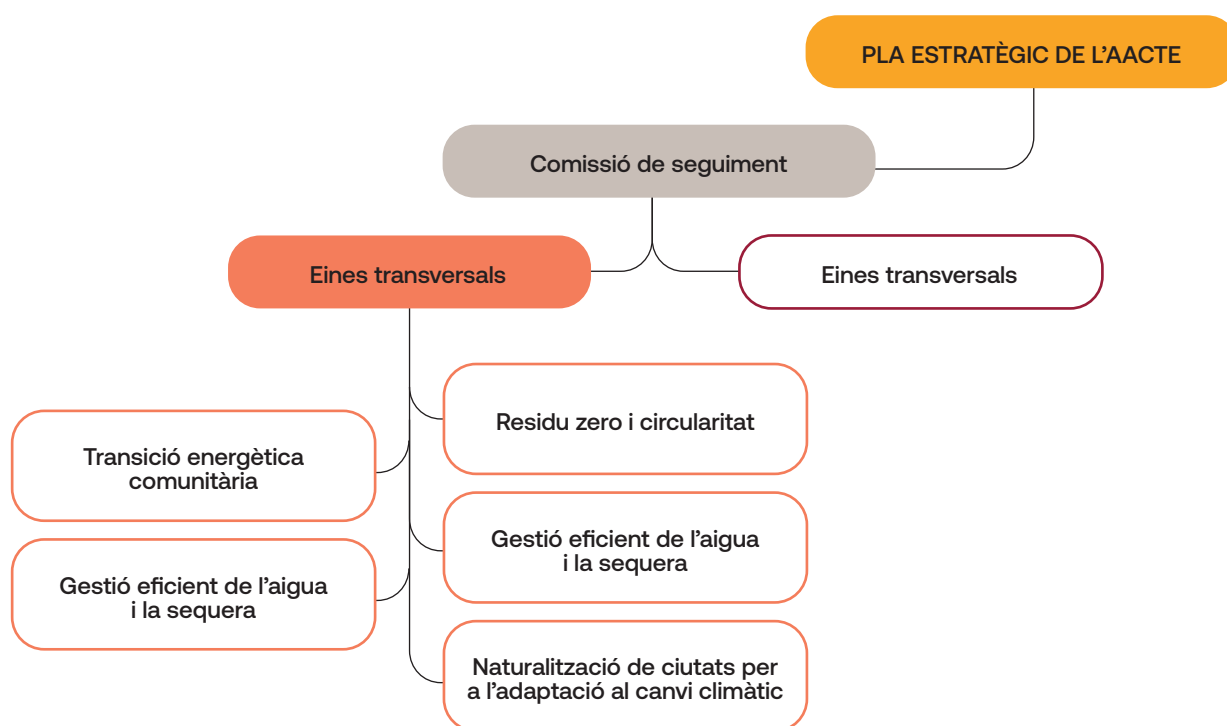 PLA ESTRATÈGIC DE L’AACTE
Comissió de seguiment
Eines transversals
Eines transversals
Residu zero i circularitat
Transició energètica
comunitària
Gestió eficient de l’aigua
i la sequera
Gestió eficient de l’aigua
i la sequera
Naturalització de ciutats per
a l’adaptació al canvi climàtic